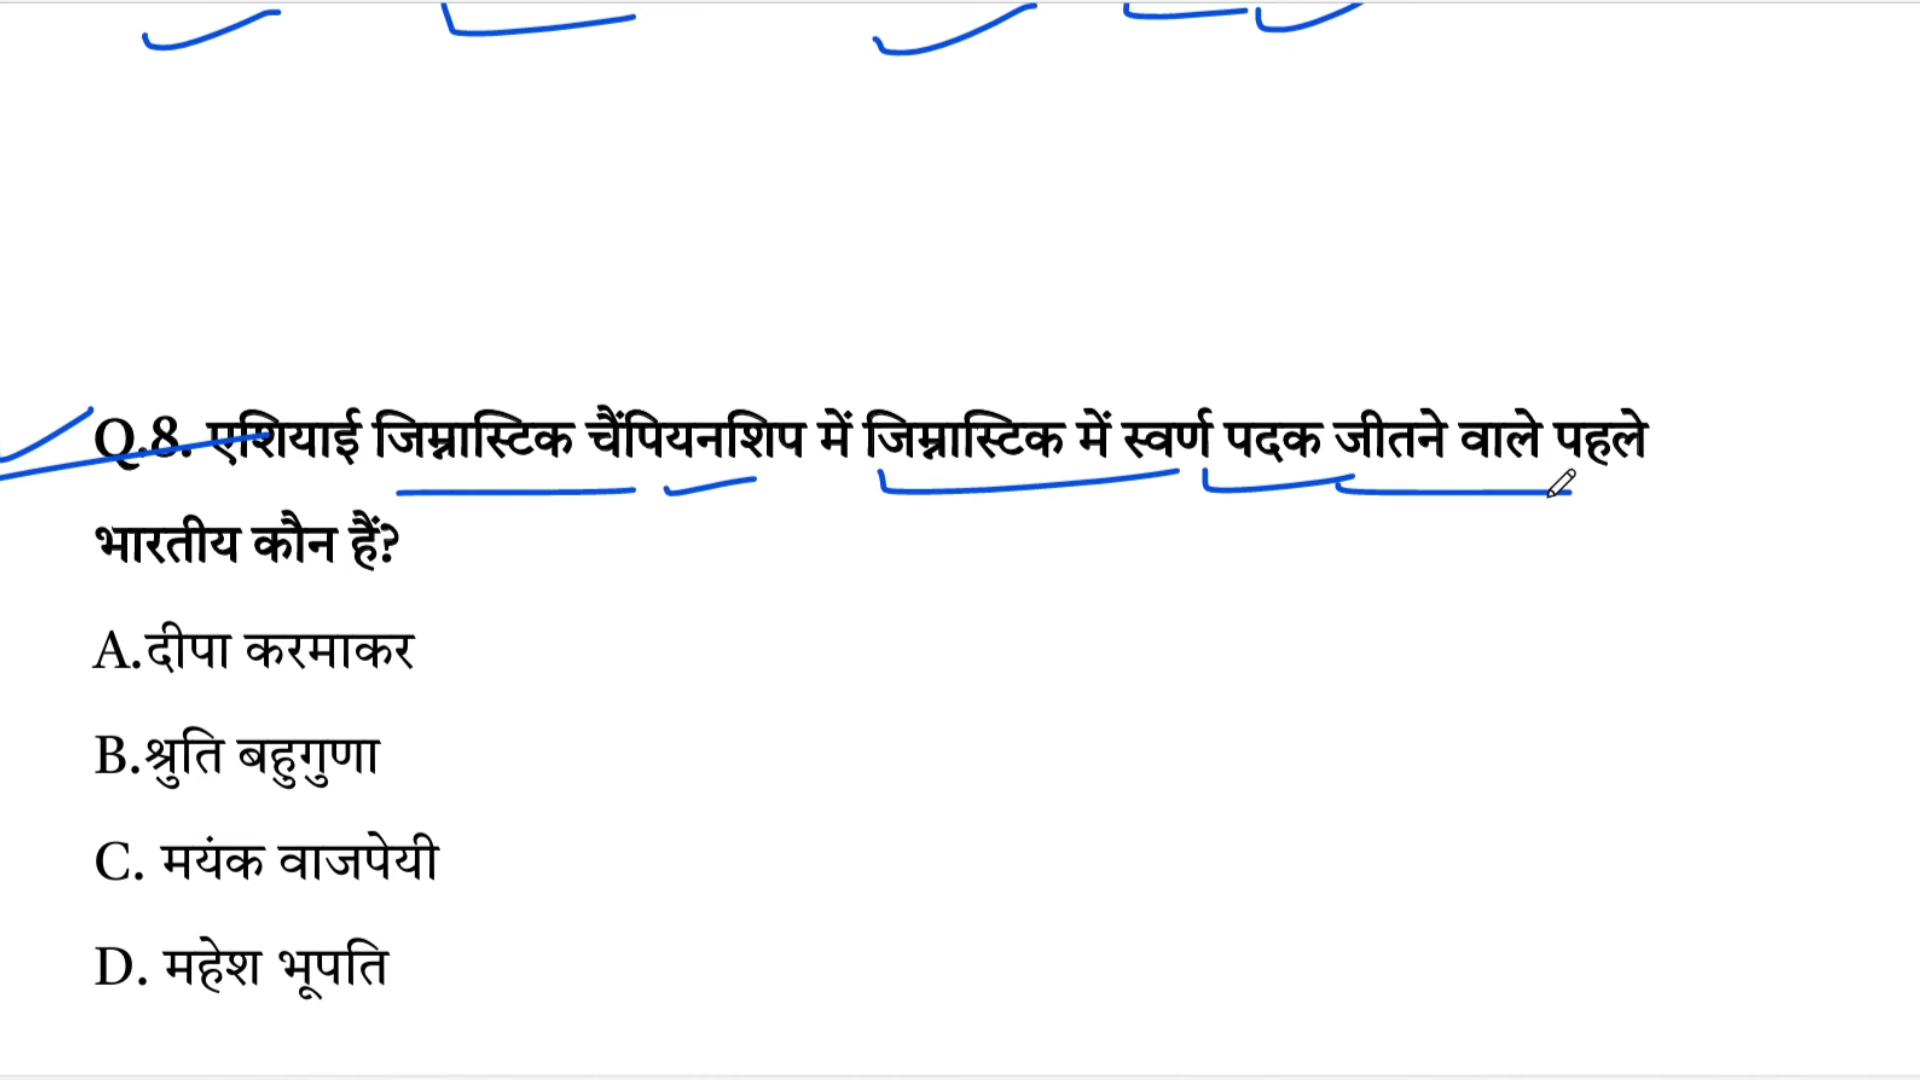 Q.8. एशियाई जिम्नास्टिक चैंपियनशिप में जिम्नास्टिक में स्वर्ण पदक जीतने वाले पहले
भारतीय कौन हैं?
A.दीपा करमाकर
B.श्रुति बहुगुणा
C. मयंक वाजपेयी
D. महेश भूपति